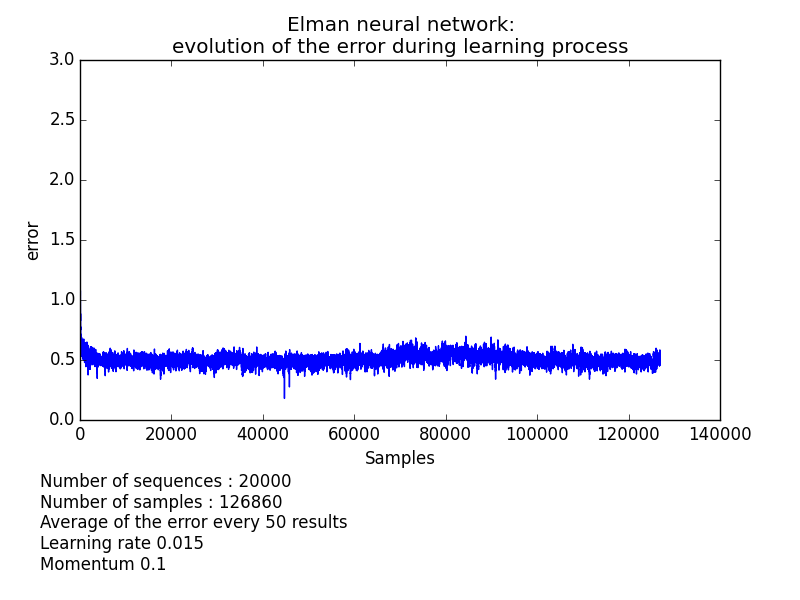 Elman neural network:
evolution of the error during learning process
3.0
2.5
2.0
1.5
1.0
0.5
0.0
error
0 20000 40000 60000 80000 100000 120000 140000
Samples
Number of sequences : 20000
Number of samples : 126860
Average of the error every 50 results
Learning rate 0.015
Momentum 0.1